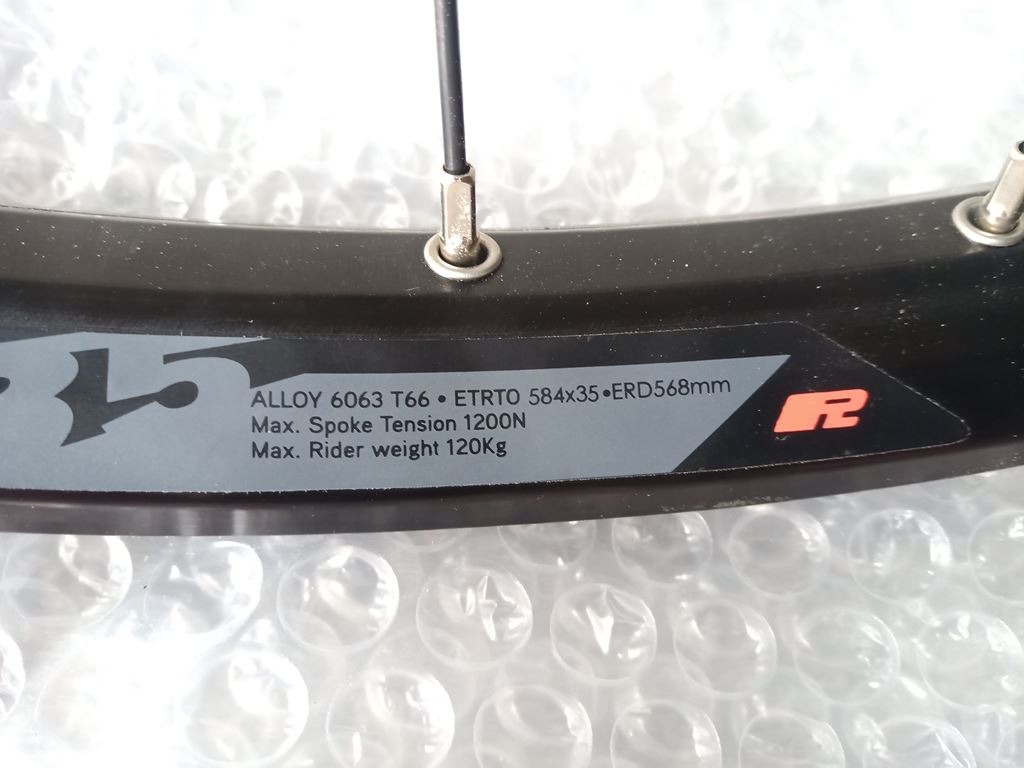 35
ALLOY 6063 T66 • ETRTO 584x35 •ERD568mm
Max. Spoke Tension 1200N
Max. Rider weight 120Kg
R